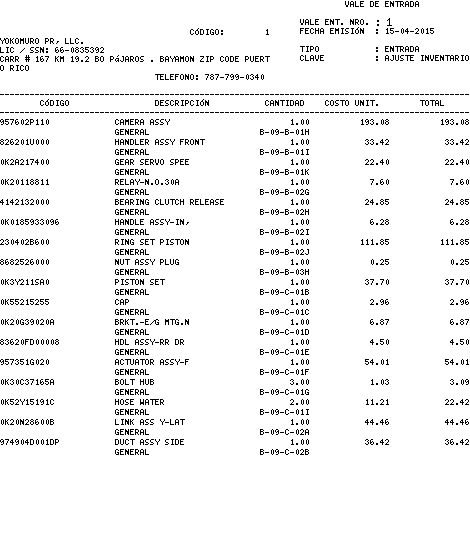 VALE DE ENTRADA
VALE ENT. NRO. : 1
CÓDIGO: 1 FECHA EMISIÓN : 15-04-2015
YOKOMURO PR, LLC.
LIC / SSN: 66-0835392 TIPO : ENTRADA
CARR # 167 KM 19.2 BO PÁJAROS . BAYAMON ZIP CODE PUERT CLAVE : AJUSTE INVENTARIO
O RICO
TELEFONO: 787-799-0340
CÓDIGO DESCRIPCIÓN CANTIDAD COSTO UNIT. TOTAL
957602P110 CAMERA ASSY 1.00 193.08 193.08
GENERAL B-09-B-01H
826201U000 HANDLER ASSY FRONT 1.00 33.42 33.42
GENERAL B-09-B-01I
0K2A217400 GEAR SERVO SPEE 1.00 22.40 22.40
GENERAL B-09-B-01K
0K20118811 RELAY-N.O.30A 1.00 7.60 7.60
GENERAL B-09-B-02G
4142132000 BEARING CLUTCH RELEASE 1.00 24.85 24.85
GENERAL B-09-B-02H
0K0185933096 HANDLE ASSY-IN, 1.00 6.28 6.28
GENERAL B-09-B-02I
230402B600 RING SET PISTON 1.00 111.85 111.85
GENERAL B-09-B-02J
8682526000 NUT ASSY PLUG 1.00 0.25 0.25
GENERAL B-09-B-03H
0K3Y211SA0 PISTON SET 1.00 37.70 37.70
GENERAL B-09-C-01B
0K55215255 CAP 1.00 2.96 2.96
GENERAL B-09-C-01C
0K20G39020A BRKT.-E/G MTG.N 1.00 6.87 6.87
GENERAL B-09-C-01D
83620FD00008 HDL ASSY-RR DR 1.00 4.50 4.50
GENERAL B-09-C-01E
957351G020 ACTUATOR ASSY-F 1.00 54.01 54.01
GENERAL B-09-C-01F
0K30C37165A BOLT HUB 3.00 1.03 3.09
GENERAL B-09-C-01G
0K52Y15191C HOSE WATER 2.00 11.21 22.42
GENERAL B-09-C-01I
0K20N28600B LINK ASS Y-LAT 1.00 44.46 44.46
GENERAL B-09-C-02A
974904D001DP DUCT ASSY SIDE 1.00 36.42 36.42
GENERAL B-09-C-02B